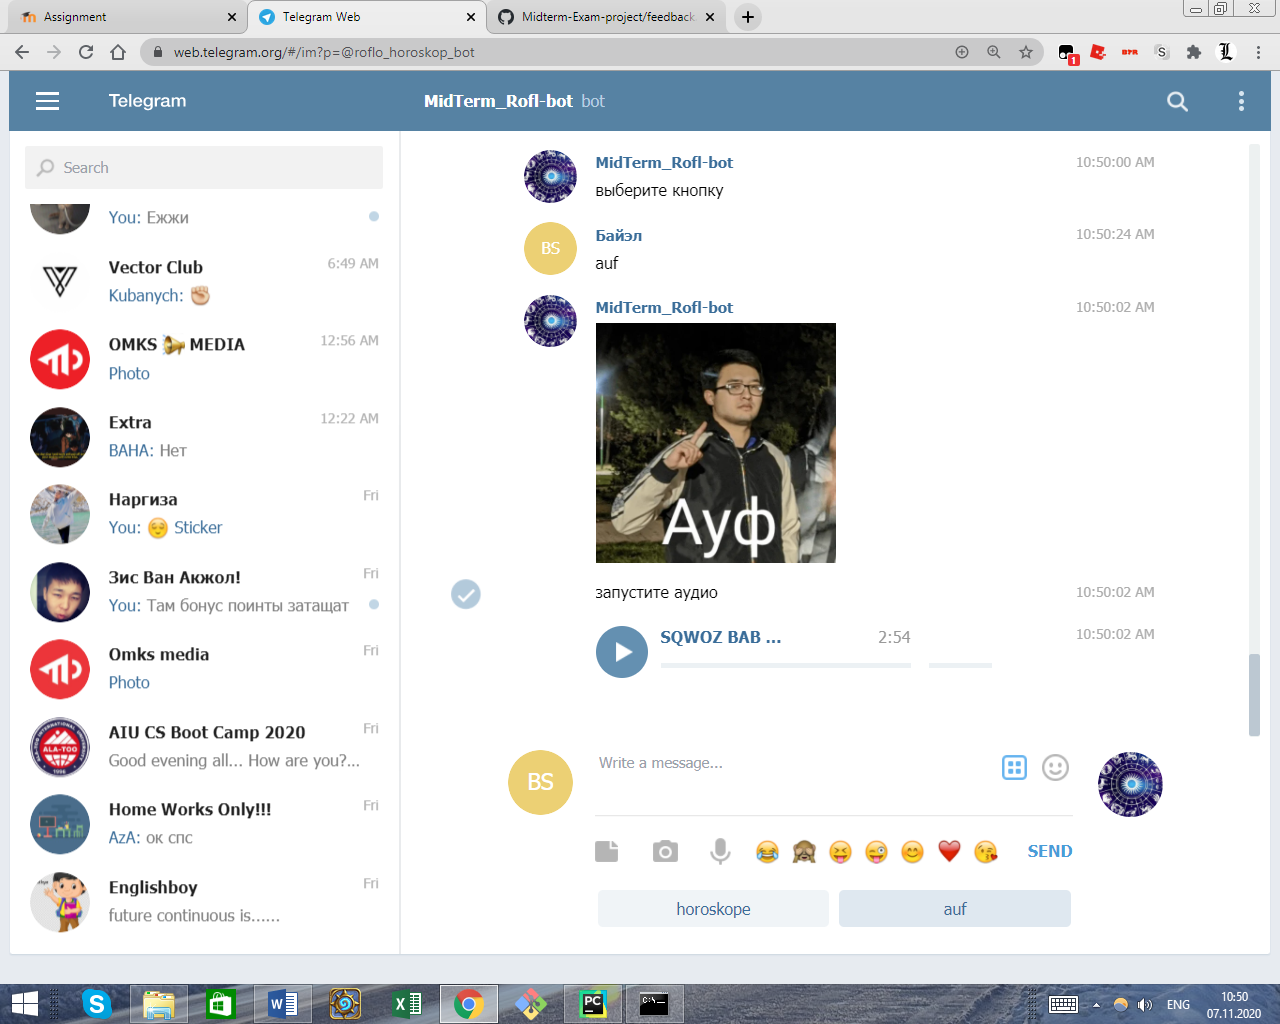 Assignment
Telegram Web
Midterm-Exam-project/feedback
web.telegram.org/#/im?p=@roflo_horoskop_bot
1
BTR
S
L
Telegram
MidTerm_Rofl-bot bot
Search
You: Ежжи
Vector Club 6:49 AM
Kubanych: ✊
OMKS 📢 MEDIA 12:56 AM
Photo
Extra 12:22 AM
BAHA: Нет
Наргиза Fri
You: 😌 Sticker
Зис Ван Акжол! Fri
You: Там бонус поинты затащат
Omks media Fri
Photo
AIU CS Boot Camp 2020 Fri
Good evening all... How are you?...
Home Works Only!!! Fri
AzA: ок спс
Englishboy Fri
future continuous is......
MidTerm_Rofl-bot 10:50:00 AM
выберите кнопку
BS
Байэл 10:50:24 AM
auf
MidTerm_Rofl-bot 10:50:02 AM
Ауф
запустите аудио 10:50:02 AM
SQWOZ BAB ... 2:54 10:50:02 AM
BS
Write a message...
😂 🙈 😝 😜 😊 ❤ 😘 SEND
horoskope
auf
ENG
10:50
07.11.2020